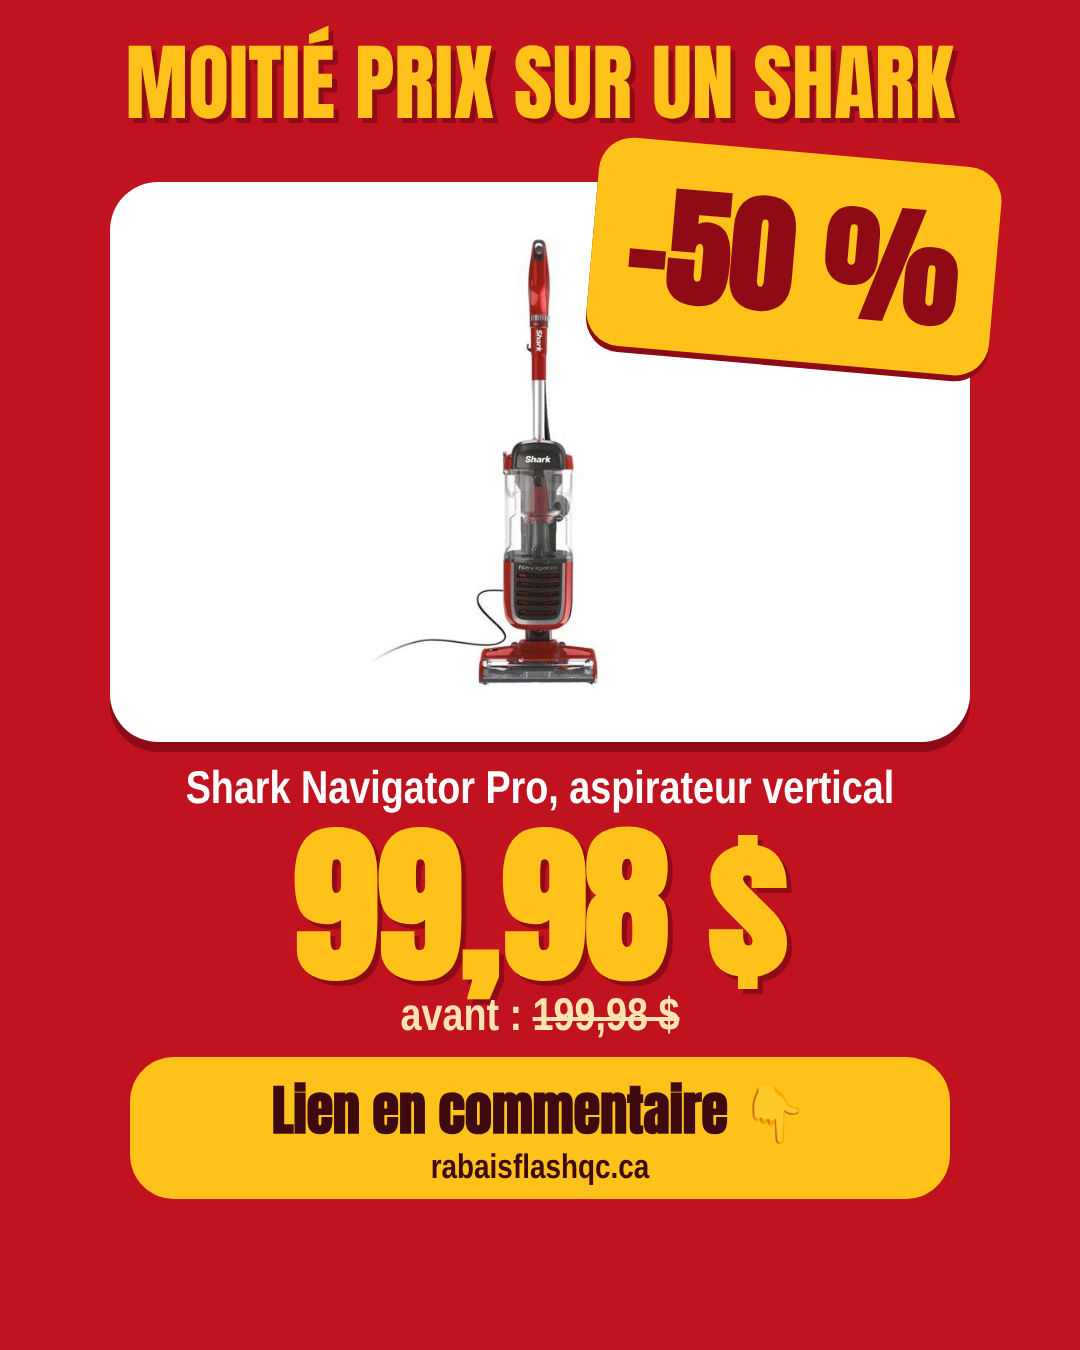 MOITIÉ PRIX SUR UN SHARK
-50 %
Shark
Shark
Navigator
Shark Navigator Pro, aspirateur vertical
99,98 $
avant : 199,98 $
Lien en commentaire 👇
rabaisflashqc.ca